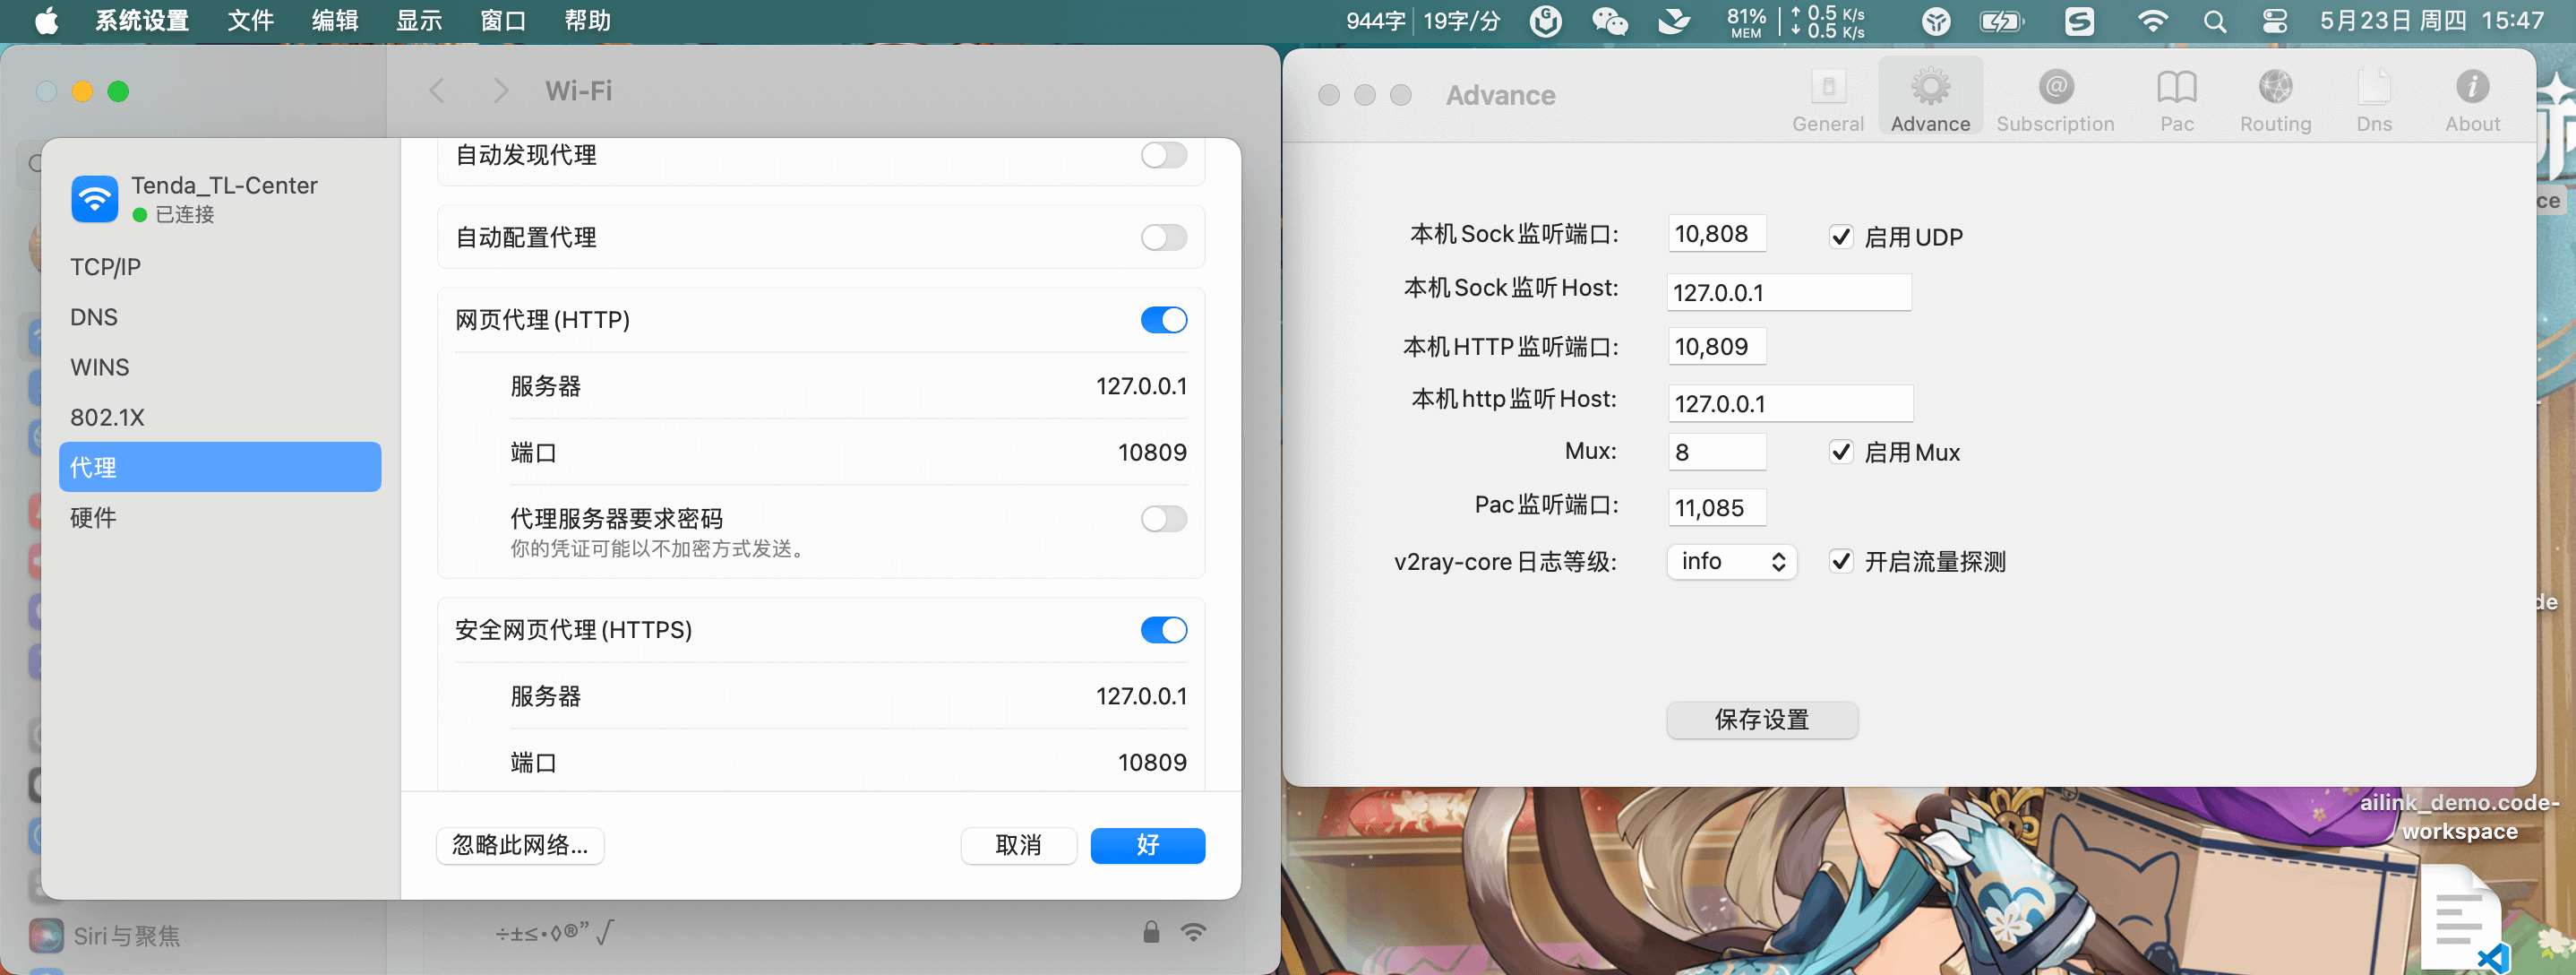 系统设置 文件 编辑 显示 窗口 帮助
944字 19字/分 81% MEM ↑ 0.5 K/s ↓ 0.5 K/s 5月23日 周四 15:47
Wi-Fi
Tenda_TL-Center
已连接
TCP/IP
DNS
WINS
802.1X
代理
硬件
自动发现代理
自动配置代理
网页代理(HTTP)
服务器 127.0.0.1
端口 10809
代理服务器要求密码
你的凭证可能以不加密方式发送。
安全网页代理(HTTPS)
服务器 127.0.0.1
端口 10809
忽略此网络... 取消 好
Siri与聚焦
÷±≤•◊®”√
Advance
General Advance Subscription Pac Routing Dns About
本机Sock监听端口: 10,808 启用UDP
本机Sock监听Host: 127.0.0.1
本机HTTP监听端口: 10,809
本机http监听Host: 127.0.0.1
Mux: 8 启用Mux
Pac监听端口: 11,085
v2ray-core日志等级: info 开启流量探测
保存设置
ce
de
ailink_demo.code-
workspace